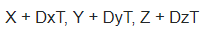 X + DxT, Y + DyT, Z + DzT